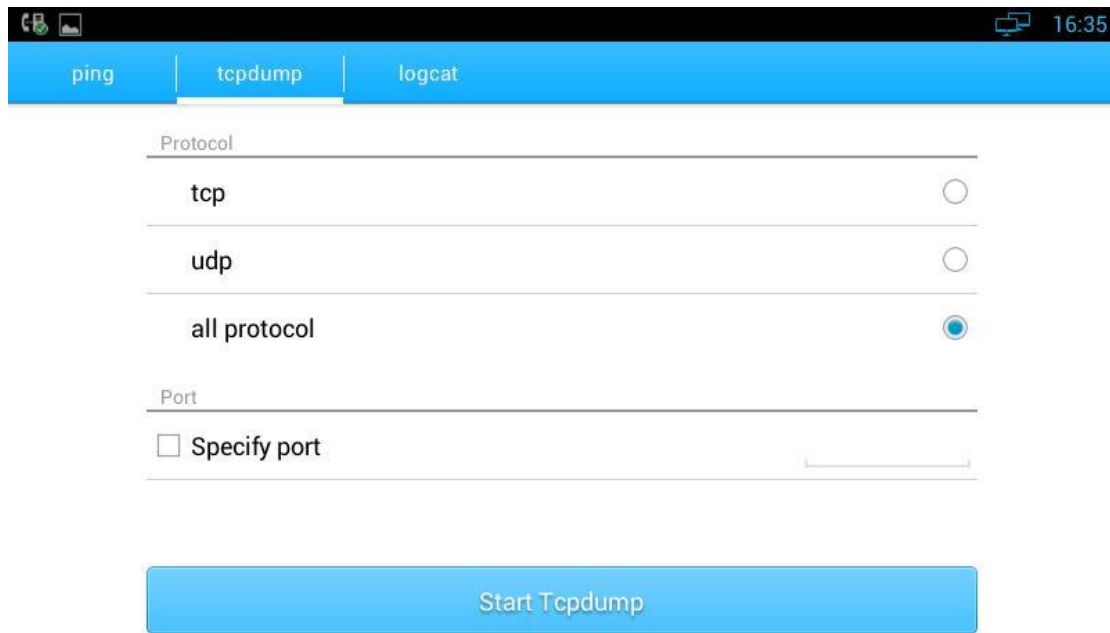 16:35
ping tcpdump logcat
Protocol
tcp
udp
all protocol
Port
Specify port
Start Tcpdump